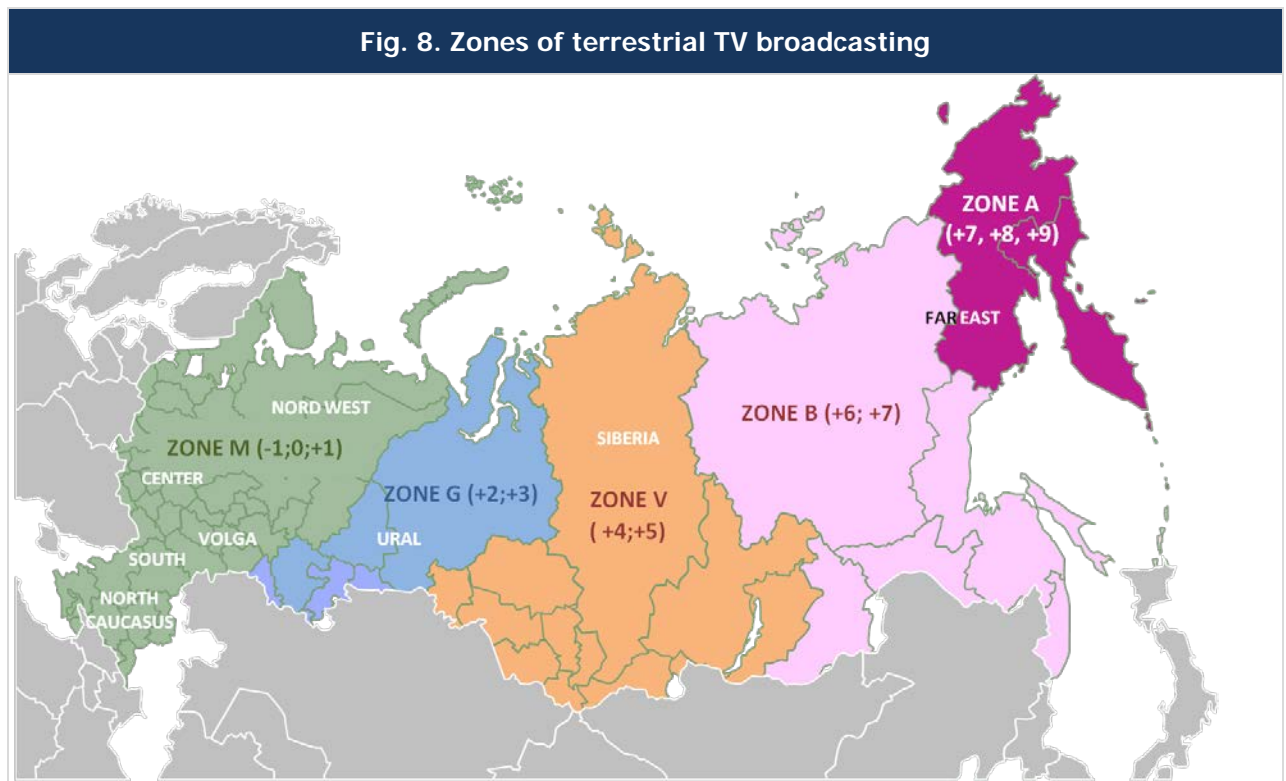 Fig. 8. Zones of terrestrial TV broadcasting
ZONE A
(+7, +8, +9)
FAR EAST
NORD WEST
ZONE B (+6; +7)
SIBERIA
ZONE M (-1;0;+1)
CENTER
ZONE G (+2;+3)
ZONE V
( +4;+5)
VOLGA
URAL
SOUTH
NORTH
CAUCASUS